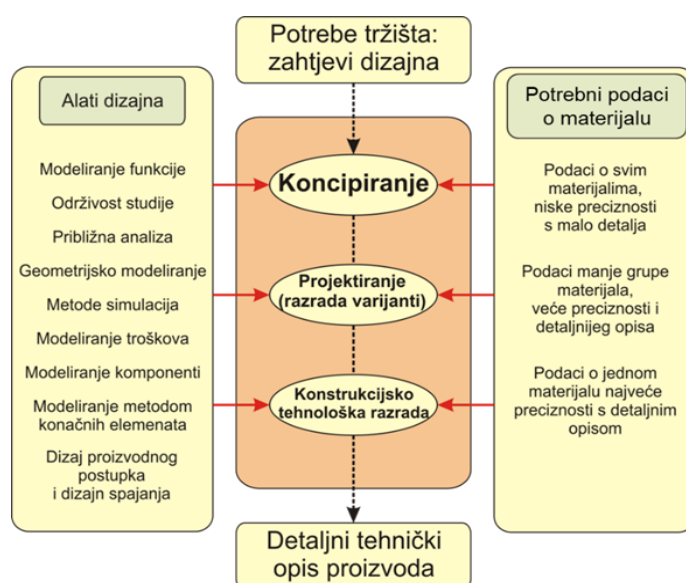 Potrebe tržišta:
zahtjevi dizajna
Alati dizajna
Modeliranje funkcije
Održivost studije
Približna analiza
Geometrijsko modeliranje
Metode simulacija
Modeliranje troškova
Modeliranje komponenti
Modeliranje metodom
konačnih elemenata
Dizaj proizvodnog
postupka
i dizajn spajanja
Koncipiranje
Projektiranje
(razrada varijanti)
Konstrukcijsko
tehnološka razrada
Potrebni podaci
o materijalu
Podaci o svim
materijalima,
niske preciznosti
s malo detalja
Podaci manje grupe
materijala,
veće preciznosti i
detaljnijeg opisa
Podaci o jednom
materijalu najveće
preciznosti s detaljnim
opisom
Detaljni tehnički
opis proizvoda